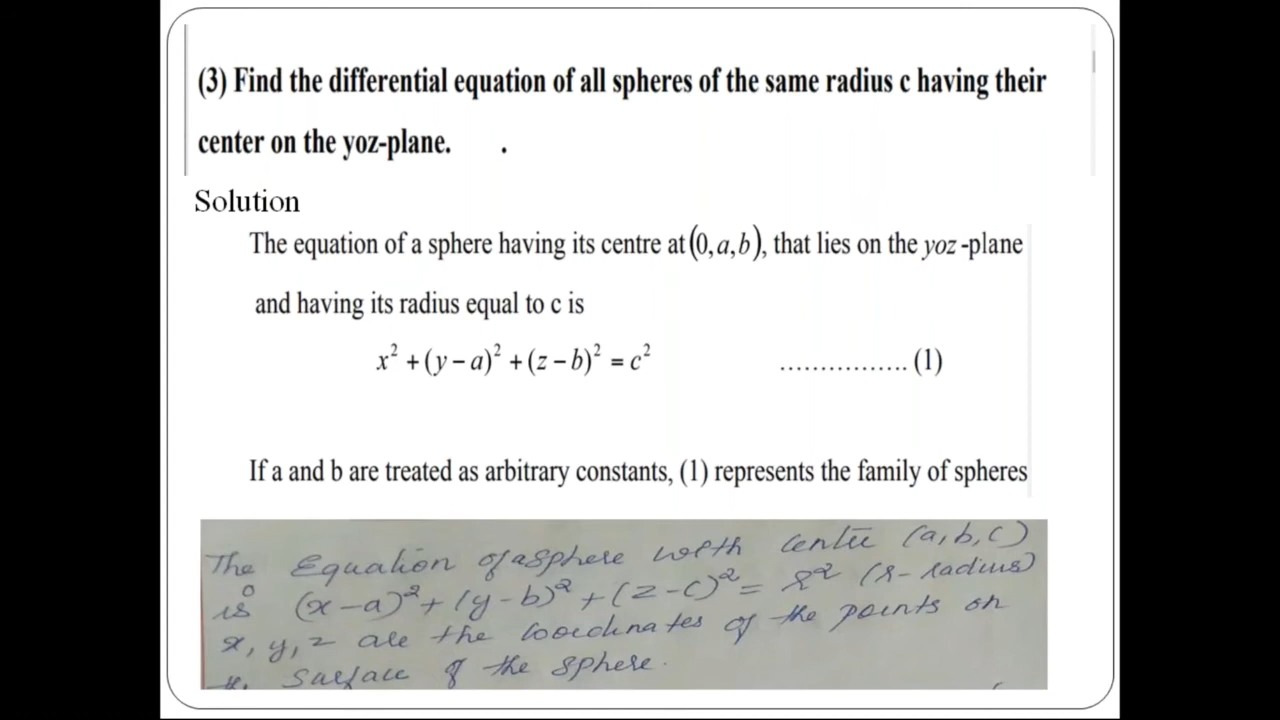 (3) Find the differential equation of all spheres of the same radius c having their
center on the yoz-plane. .
Solution
The equation of a sphere having its centre at (0, a, b), that lies on the yoz -plane
and having its radius equal to c is
x² + (y − a)² + (z − b)² = c² ................ (1)
If a and b are treated as arbitrary constants, (1) represents the family of spheres
The Equation of a sphere with centre (a, b, c)
is (x-a)² + (y-b)² + (z-c)² = r² (r-radius)
x, y, z are the coordinates of the points on
surface of the sphere.